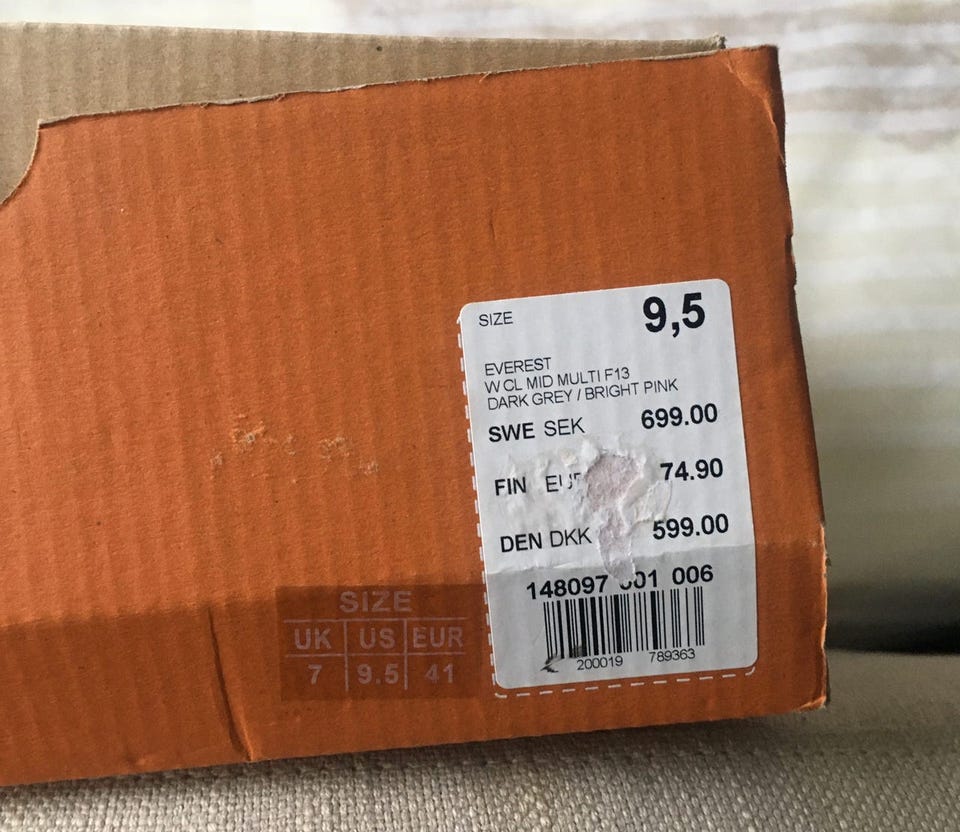 SIZE 9,5
EVEREST
W CL MID MULTI F13
DARK GREY / BRIGHT PINK
SWE SEK 699.00
FIN 74.90
DEN DKK 599.00
148097 001 006
200019 789363
SIZE
UK US EUR
7 9.5 41